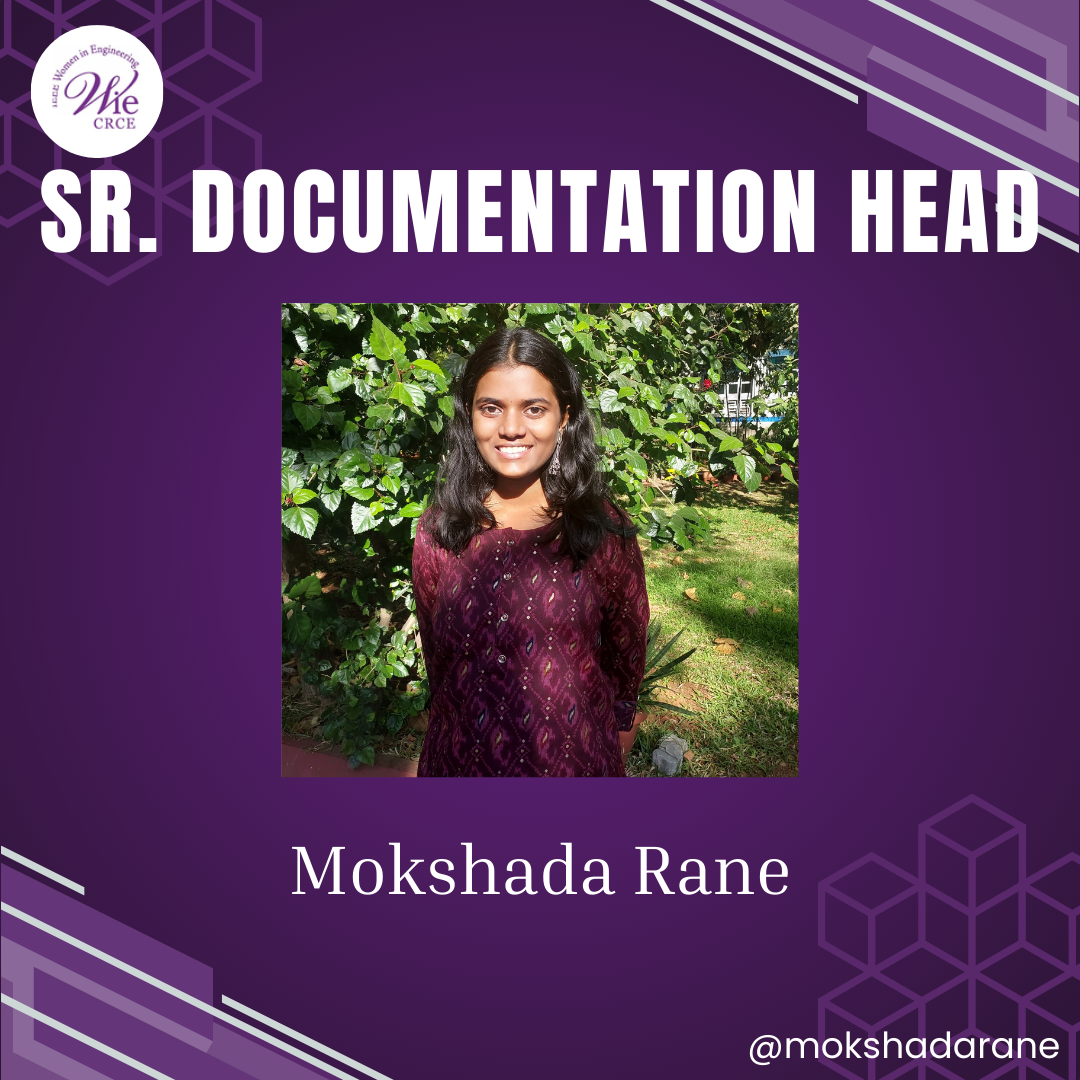 IEEE Women in Engineering
Wie
CRCE
SR. DOCUMENTATION HEAD
Mokshada Rane
@mokshadarane